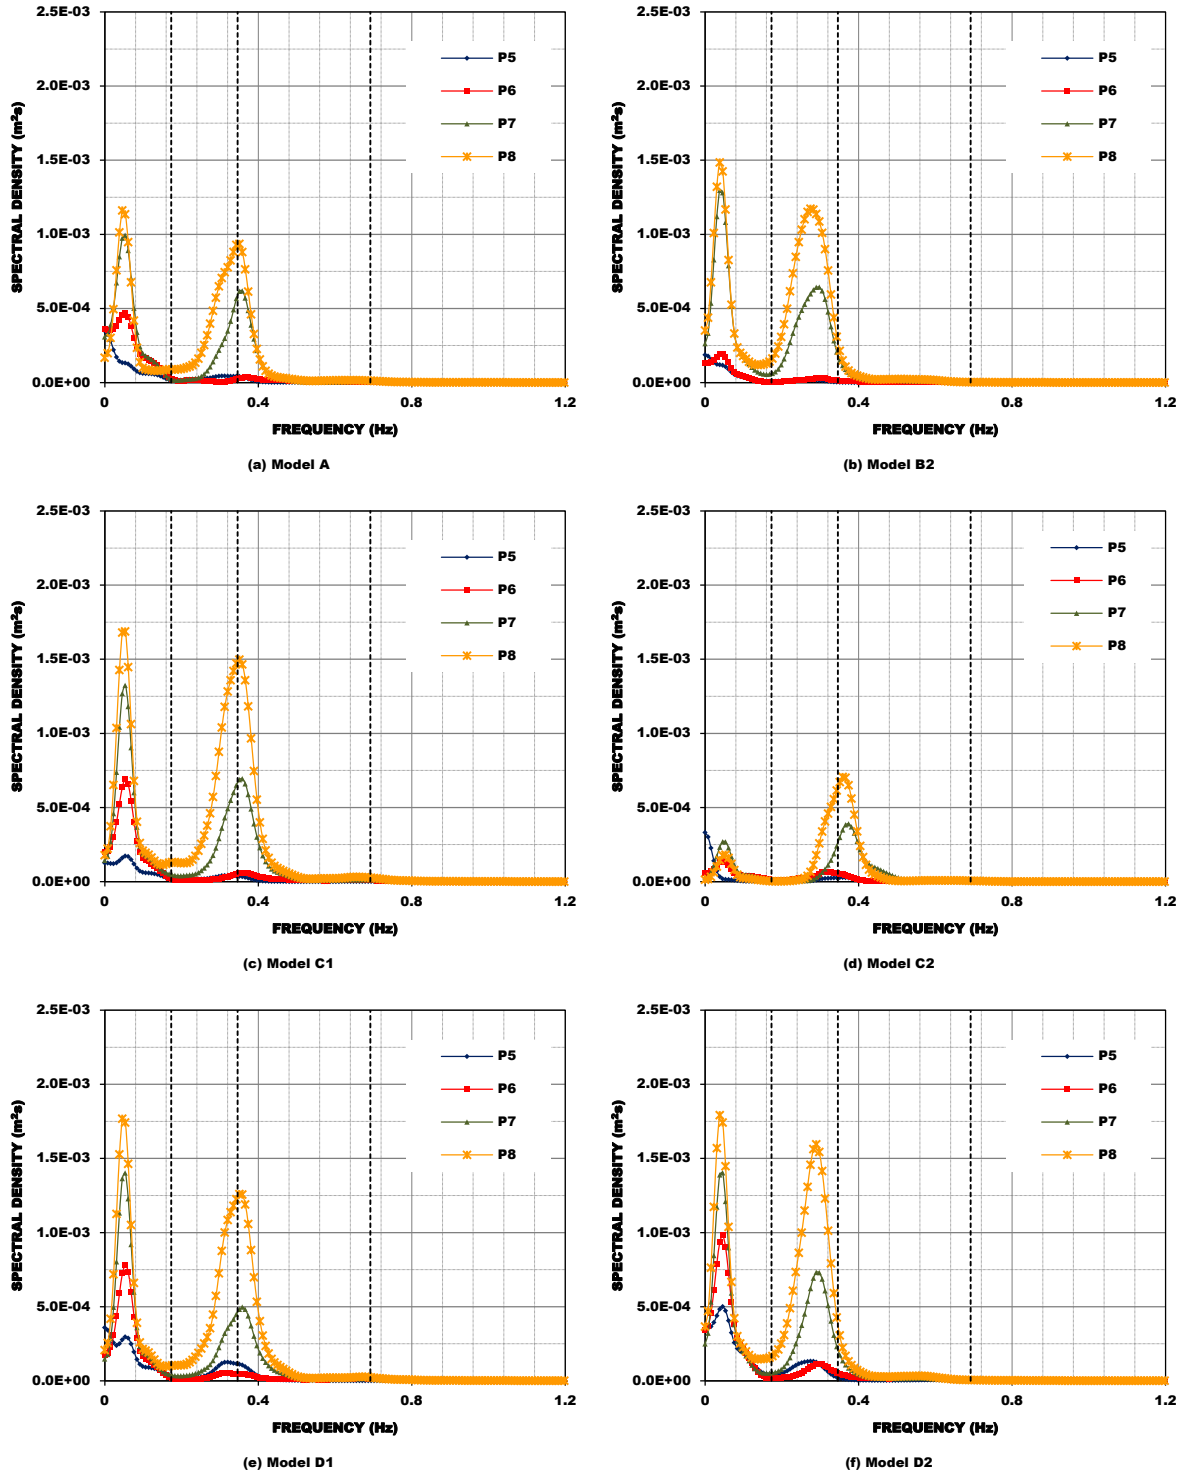 2.5E-03
2.0E-03
1.5E-03
1.0E-03
5.0E-04
0.0E+00
SPECTRAL DENSITY (m²s)
P5
P6
P7
P8
0 0.4 0.8 1.2
FREQUENCY (Hz)
(a) Model A
2.5E-03
2.0E-03
1.5E-03
1.0E-03
5.0E-04
0.0E+00
SPECTRAL DENSITY (m²s)
P5
P6
P7
P8
0 0.4 0.8 1.2
FREQUENCY (Hz)
(b) Model B2
2.5E-03
2.0E-03
1.5E-03
1.0E-03
5.0E-04
0.0E+00
SPECTRAL DENSITY (m²s)
P5
P6
P7
P8
0 0.4 0.8 1.2
FREQUENCY (Hz)
(c) Model C1
2.5E-03
2.0E-03
1.5E-03
1.0E-03
5.0E-04
0.0E+00
SPECTRAL DENSITY (m²s)
P5
P6
P7
P8
0 0.4 0.8 1.2
FREQUENCY (Hz)
(d) Model C2
2.5E-03
2.0E-03
1.5E-03
1.0E-03
5.0E-04
0.0E+00
SPECTRAL DENSITY (m²s)
P5
P6
P7
P8
0 0.4 0.8 1.2
FREQUENCY (Hz)
(e) Model D1
2.5E-03
2.0E-03
1.5E-03
1.0E-03
5.0E-04
0.0E+00
SPECTRAL DENSITY (m²s)
P5
P6
P7
P8
0 0.4 0.8 1.2
FREQUENCY (Hz)
(f) Model D2